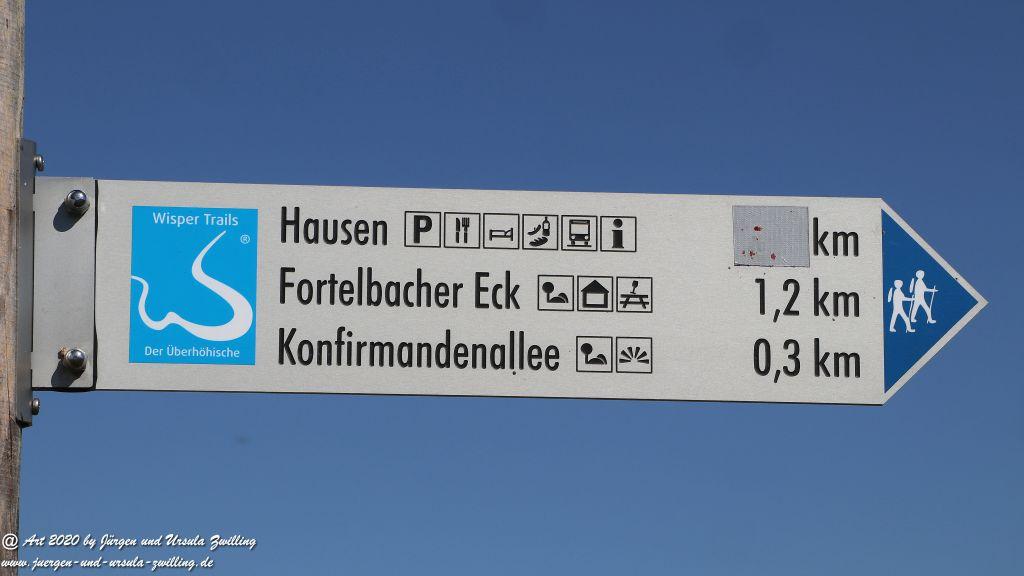 Wisper Trails
®
Der Überhöhische
Hausen P i km
Fortelbacher Eck 1,2 km
Konfirmandenallee 0,3 km
@ Art 2020 by Jürgen und Ursula Zwilling
www.juergen-und-ursula-zwilling.de